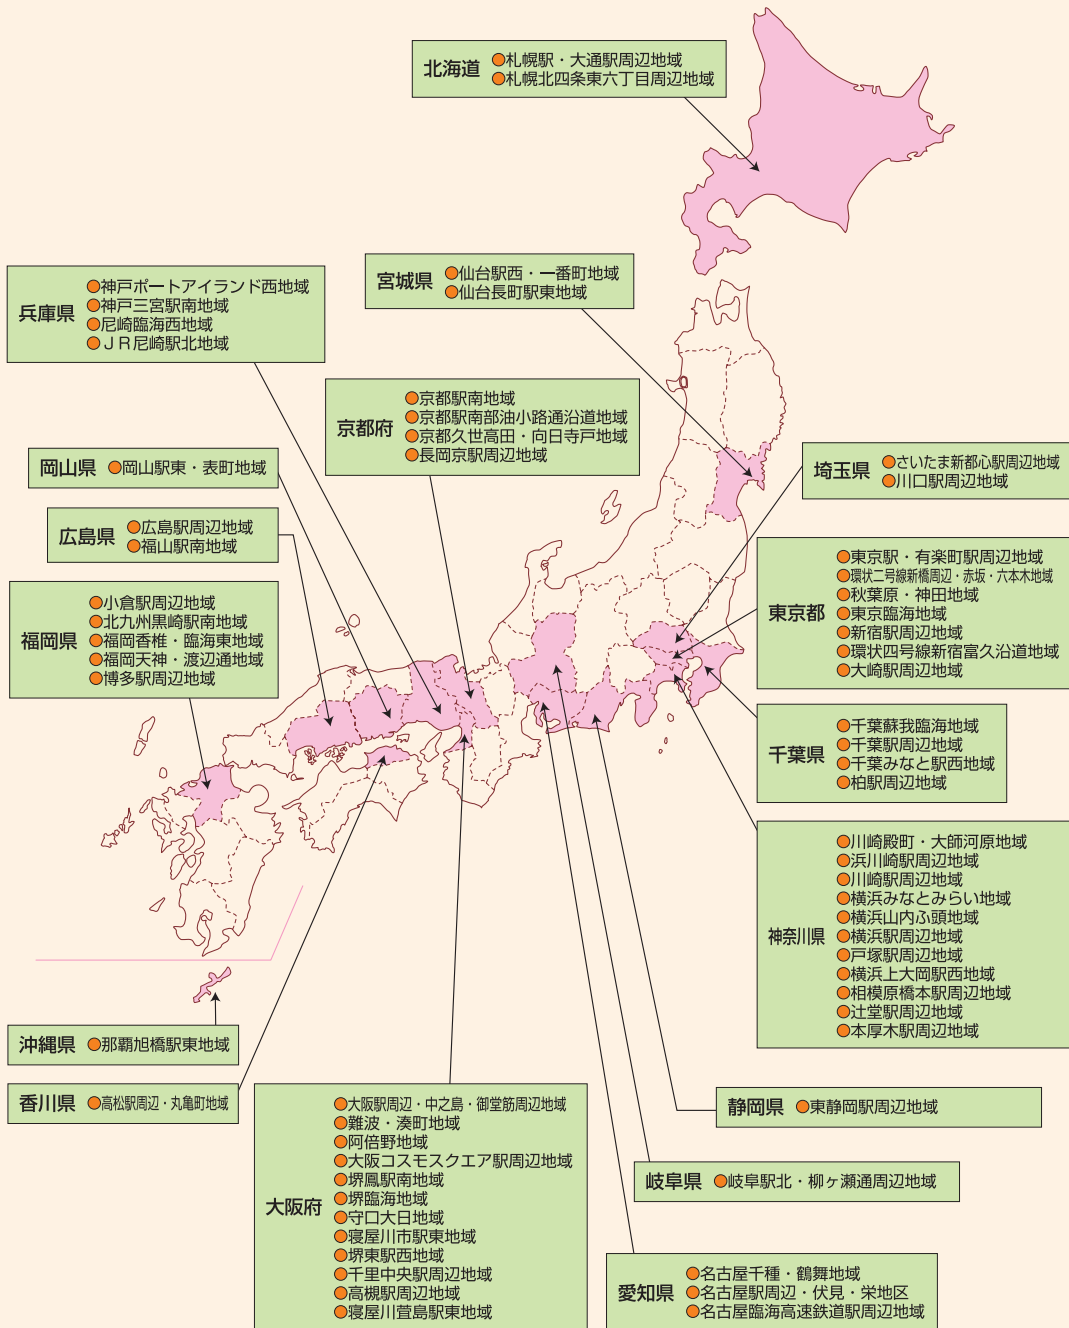 北海道
●札幌駅・大通駅周辺地域
●札幌北四条東六丁目周辺地域
宮城県
●仙台駅西・一番町地域
●仙台長町駅東地域
兵庫県
●神戸ポートアイランド西地域
●神戸三宮駅南地域
●尼崎臨海西地域
●ＪＲ尼崎駅北地域
京都府
●京都駅南地域
●京都駅南部油小路通沿道地域
●京都久世高田・向日寺戸地域
●長岡京駅周辺地域
岡山県
●岡山駅東・表町地域
広島県
●広島駅周辺地域
●福山駅南地域
福岡県
●小倉駅周辺地域
●北九州黒崎駅南地域
●福岡香椎・臨海東地域
●福岡天神・渡辺通地域
●博多駅周辺地域
埼玉県
●さいたま新都心駅周辺地域
●川口駅周辺地域
東京都
●東京駅・有楽町駅周辺地域
●環状二号線新橋周辺・赤坂・六本木地域
●秋葉原・神田地域
●東京臨海地域
●新宿駅周辺地域
●環状四号線新宿富久沿道地域
●大崎駅周辺地域
千葉県
●千葉蘇我臨海地域
●千葉駅周辺地域
●千葉みなと駅西地域
●柏駅周辺地域
神奈川県
●川崎殿町・大師河原地域
●浜川崎駅周辺地域
●川崎駅周辺地域
●横浜みなとみらい地域
●横浜山内ふ頭地域
●横浜駅周辺地域
●戸塚駅周辺地域
●横浜上大岡駅西地域
●相模原橋本駅周辺地域
●辻堂駅周辺地域
●本厚木駅周辺地域
沖縄県
●那覇旭橋駅東地域
香川県
●高松駅周辺・丸亀町地域
大阪府
●大阪駅周辺・中之島・御堂筋周辺地域
●難波・湊町地域
●阿倍野地域
●大阪コスモスクエア駅周辺地域
●堺鳳駅南地域
●堺臨海地域
●守口大日地域
●寝屋川市駅東地域
●堺東駅西地域
●千里中央駅周辺地域
●高槻駅周辺地域
●寝屋川萱島駅東地域
静岡県
●東静岡駅周辺地域
岐阜県
●岐阜駅北・柳ヶ瀬通周辺地域
愛知県
●名古屋千種・鶴舞地域
●名古屋駅周辺・伏見・栄地区
●名古屋臨海高速鉄道駅周辺地域